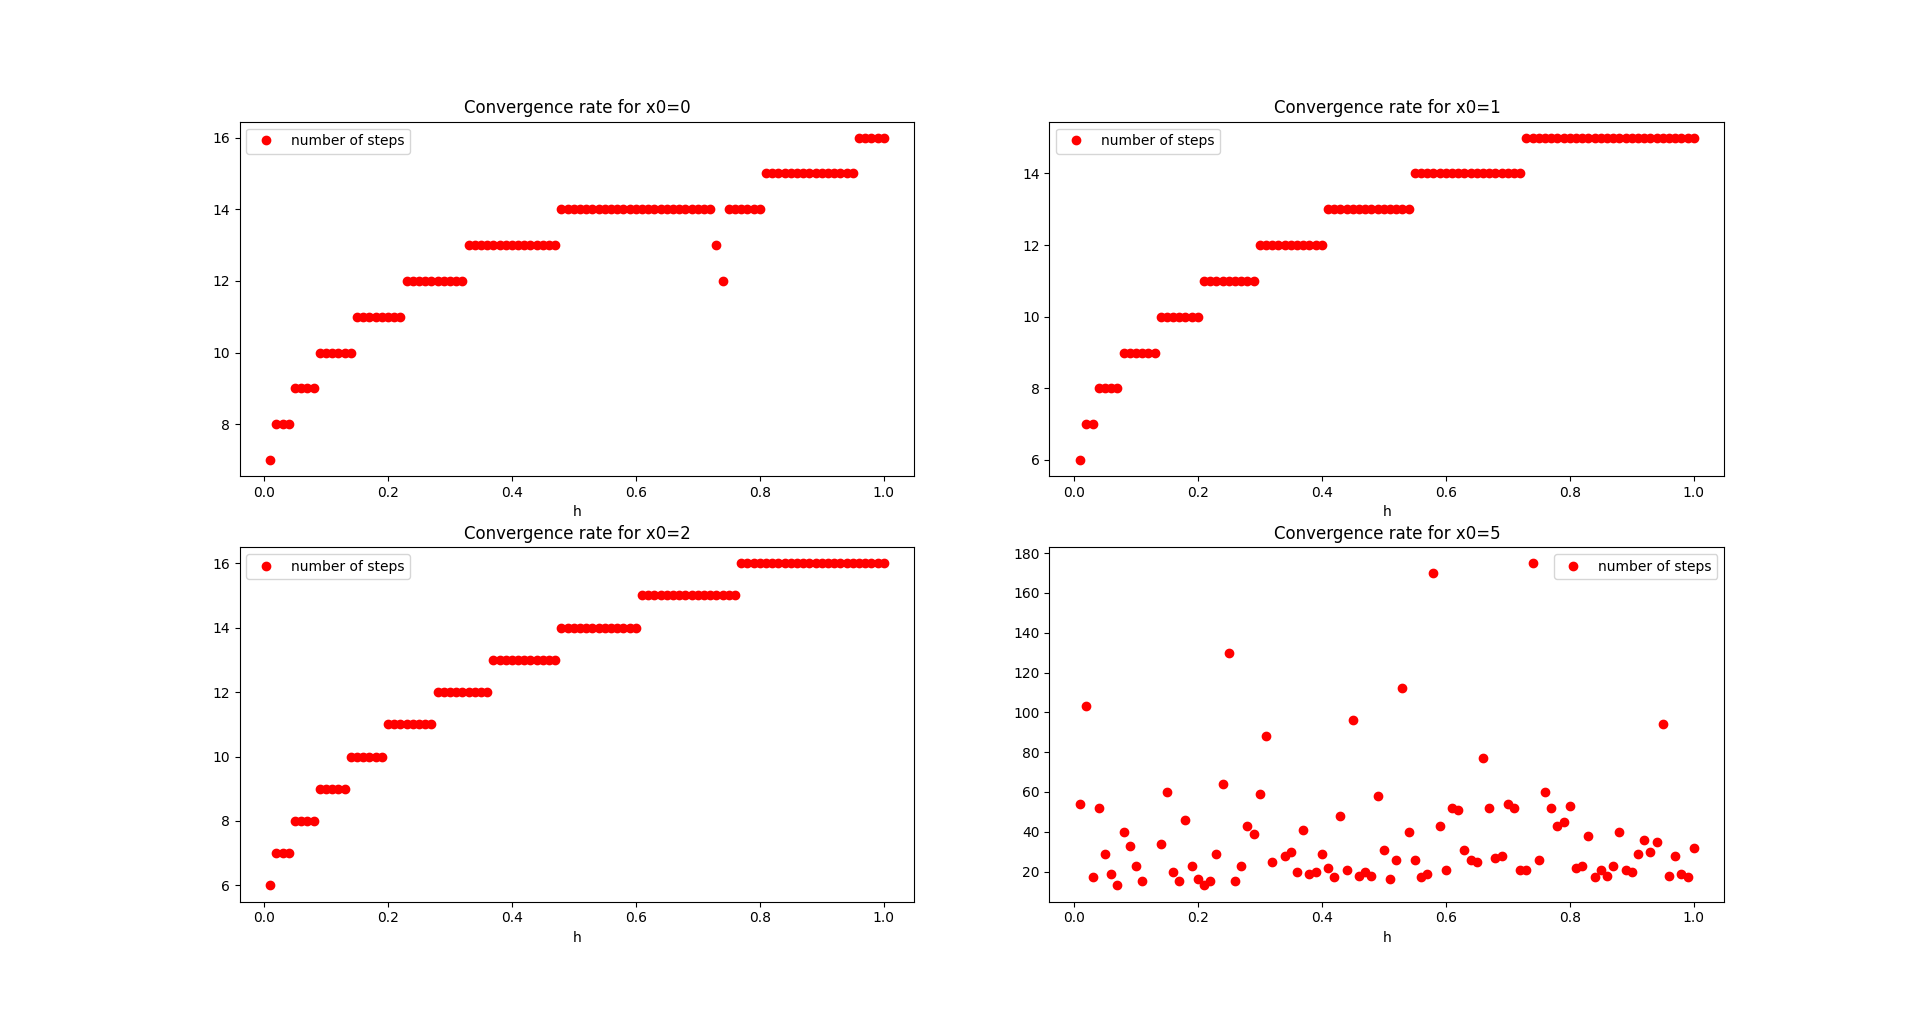 Convergence rate for x0=0
number of steps
16
14
12
10
8
0.0 0.2 0.4 0.6 0.8 1.0
h
Convergence rate for x0=1
number of steps
14
12
10
8
6
0.0 0.2 0.4 0.6 0.8 1.0
h
Convergence rate for x0=2
number of steps
16
14
12
10
8
6
0.0 0.2 0.4 0.6 0.8 1.0
h
Convergence rate for x0=5
number of steps
180
160
140
120
100
80
60
40
20
0.0 0.2 0.4 0.6 0.8 1.0
h